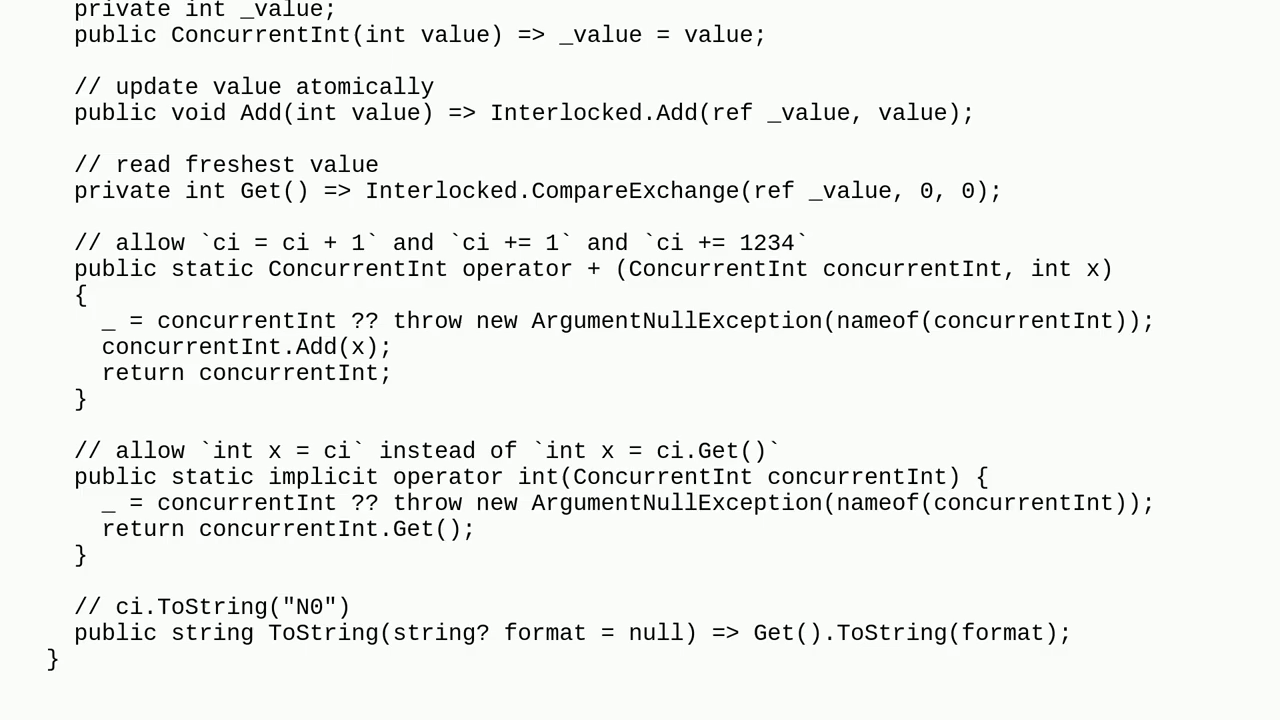 private int _value;
public ConcurrentInt(int value) => _value = value;
// update value atomically
public void Add(int value) => Interlocked.Add(ref _value, value);
// read freshest value
private int Get() => Interlocked.CompareExchange(ref _value, 0, 0);
// allow `ci = ci + 1` and `ci += 1` and `ci += 1234`
public static ConcurrentInt operator + (ConcurrentInt concurrentInt, int x)
{
_ = concurrentInt ?? throw new ArgumentNullException(nameof(concurrentInt));
concurrentInt.Add(x);
return concurrentInt;
}
// allow `int x = ci` instead of `int x = ci.Get()`
public static implicit operator int(ConcurrentInt concurrentInt) {
_ = concurrentInt ?? throw new ArgumentNullException(nameof(concurrentInt));
return concurrentInt.Get();
}
// ci.ToString("N0")
public string ToString(string? format = null) => Get().ToString(format);
}